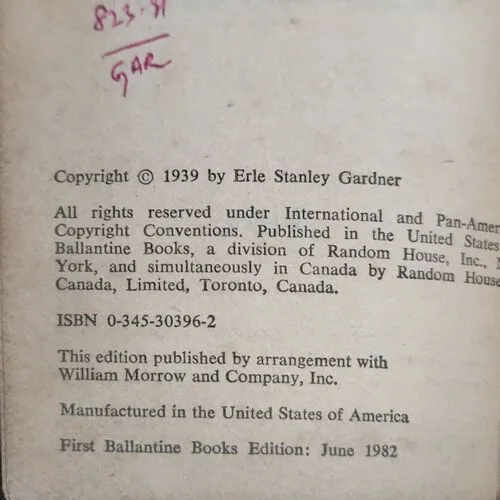 823.91
GAR
Copyright © 1939 by Erle Stanley Gardner
All rights reserved under International and Pan-Amer
Copyright Conventions. Published in the United States
Ballantine Books, a division of Random House, Inc.,
York, and simultaneously in Canada by Random House
Canada, Limited, Toronto, Canada.
ISBN 0-345-30396-2
This edition published by arrangement with
William Morrow and Company, Inc.
Manufactured in the United States of America
First Ballantine Books Edition: June 1982